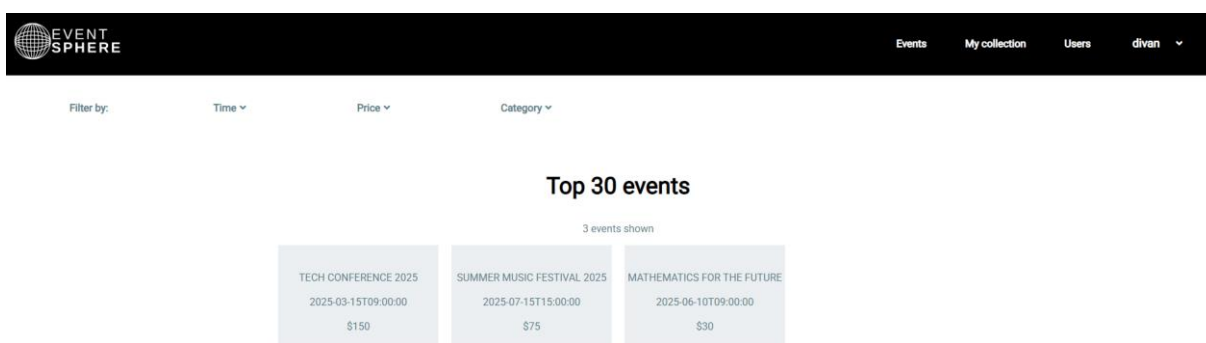 EVENT
SPHERE
Events My collection Users divan
Filter by: Time Price Category
Top 30 events
3 events shown
TECH CONFERENCE 2025
2025-03-15T09:00:00
$150
SUMMER MUSIC FESTIVAL 2025
2025-07-15T15:00:00
$75
MATHEMATICS FOR THE FUTURE
2025-06-10T09:00:00
$30